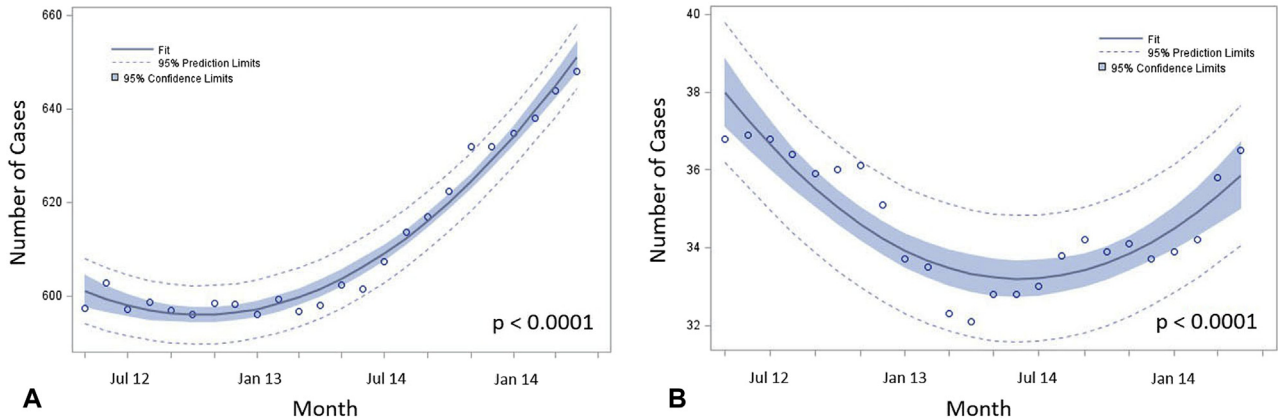 660
640
620
600
Number of Cases
Fit
95% Prediction Limits
95% Confidence Limits
p < 0.0001
Jul 12
Jan 13
Jul 14
Jan 14
Month
A
40
38
36
34
32
Number of Cases
Fit
95% Prediction Limits
95% Confidence Limits
p < 0.0001
Jul 12
Jan 13
Jul 14
Jan 14
Month
B